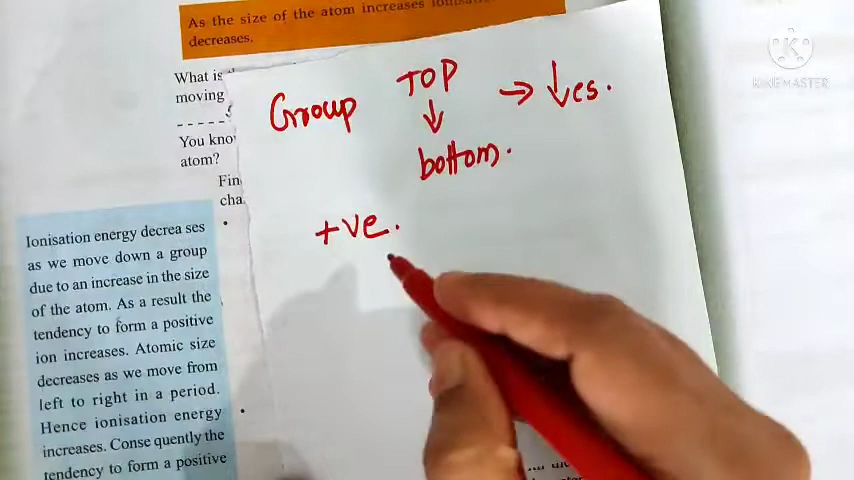 As the size of the atom increases
decreases.
What is
moving
You know
atom?
Fin
cha
Group TOP → ↓es.
↓
bottom.
+ve.
Ionisation energy decrea ses
as we move down a group
due to an increase in the size
of the atom. As a result the
tendency to form a positive
ion increases. Atomic size
decreases as we move from
left to right in a period.
Hence ionisation energy
increases. Conse quently the
tendency to form a positive
KINEMASTER